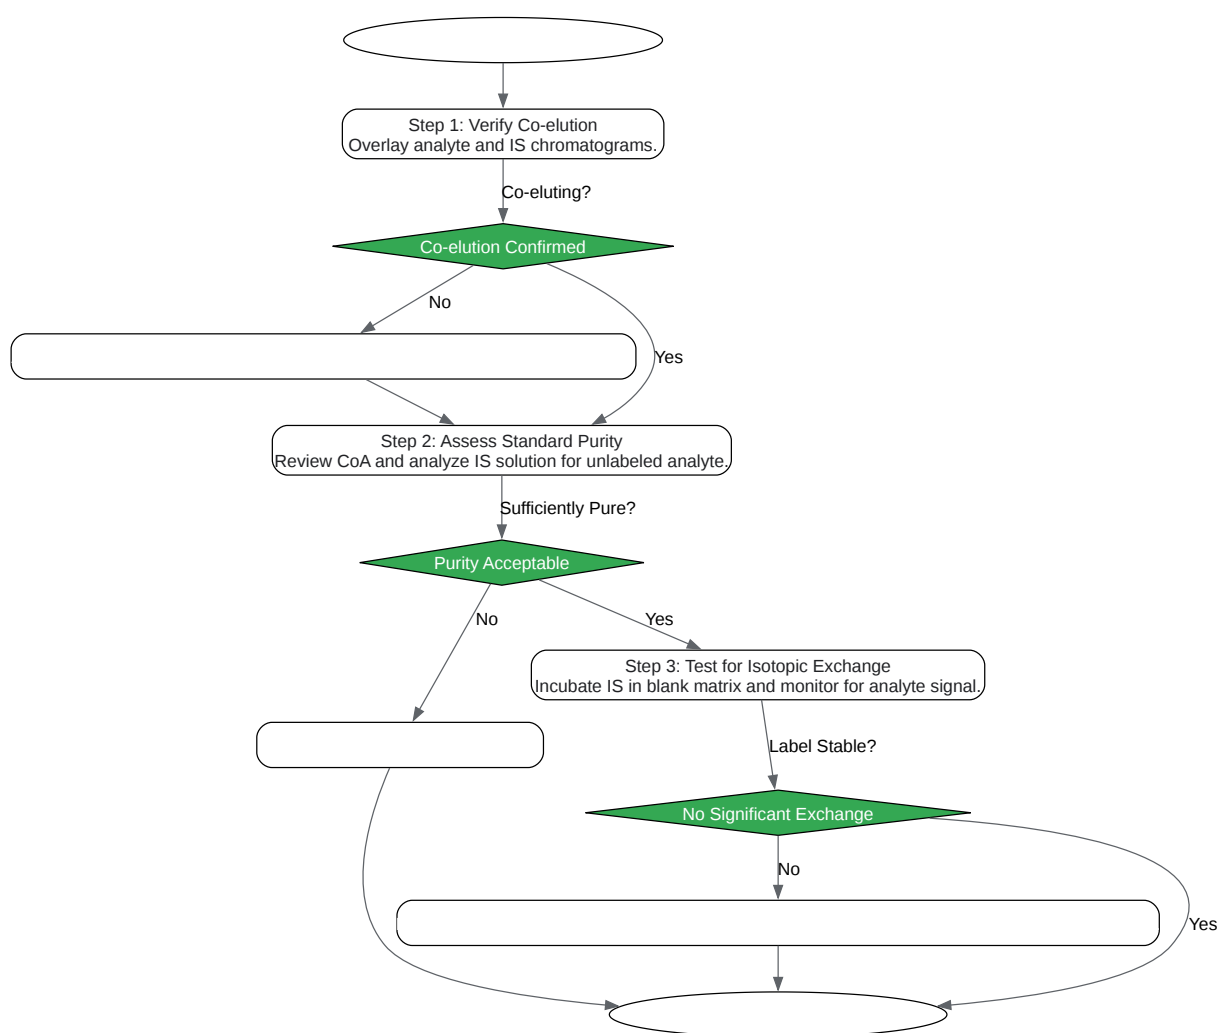 Step 1: Verify Co-elution
Overlay analyte and IS chromatograms.
Co-eluting?
Co-elution Confirmed
No
Yes
Step 2: Assess Standard Purity
Review CoA and analyze IS solution for unlabeled analyte.
Sufficiently Pure?
Purity Acceptable
No
Yes
Step 3: Test for Isotopic Exchange
Incubate IS in blank matrix and monitor for analyte signal.
Label Stable?
No Significant Exchange
No
Yes